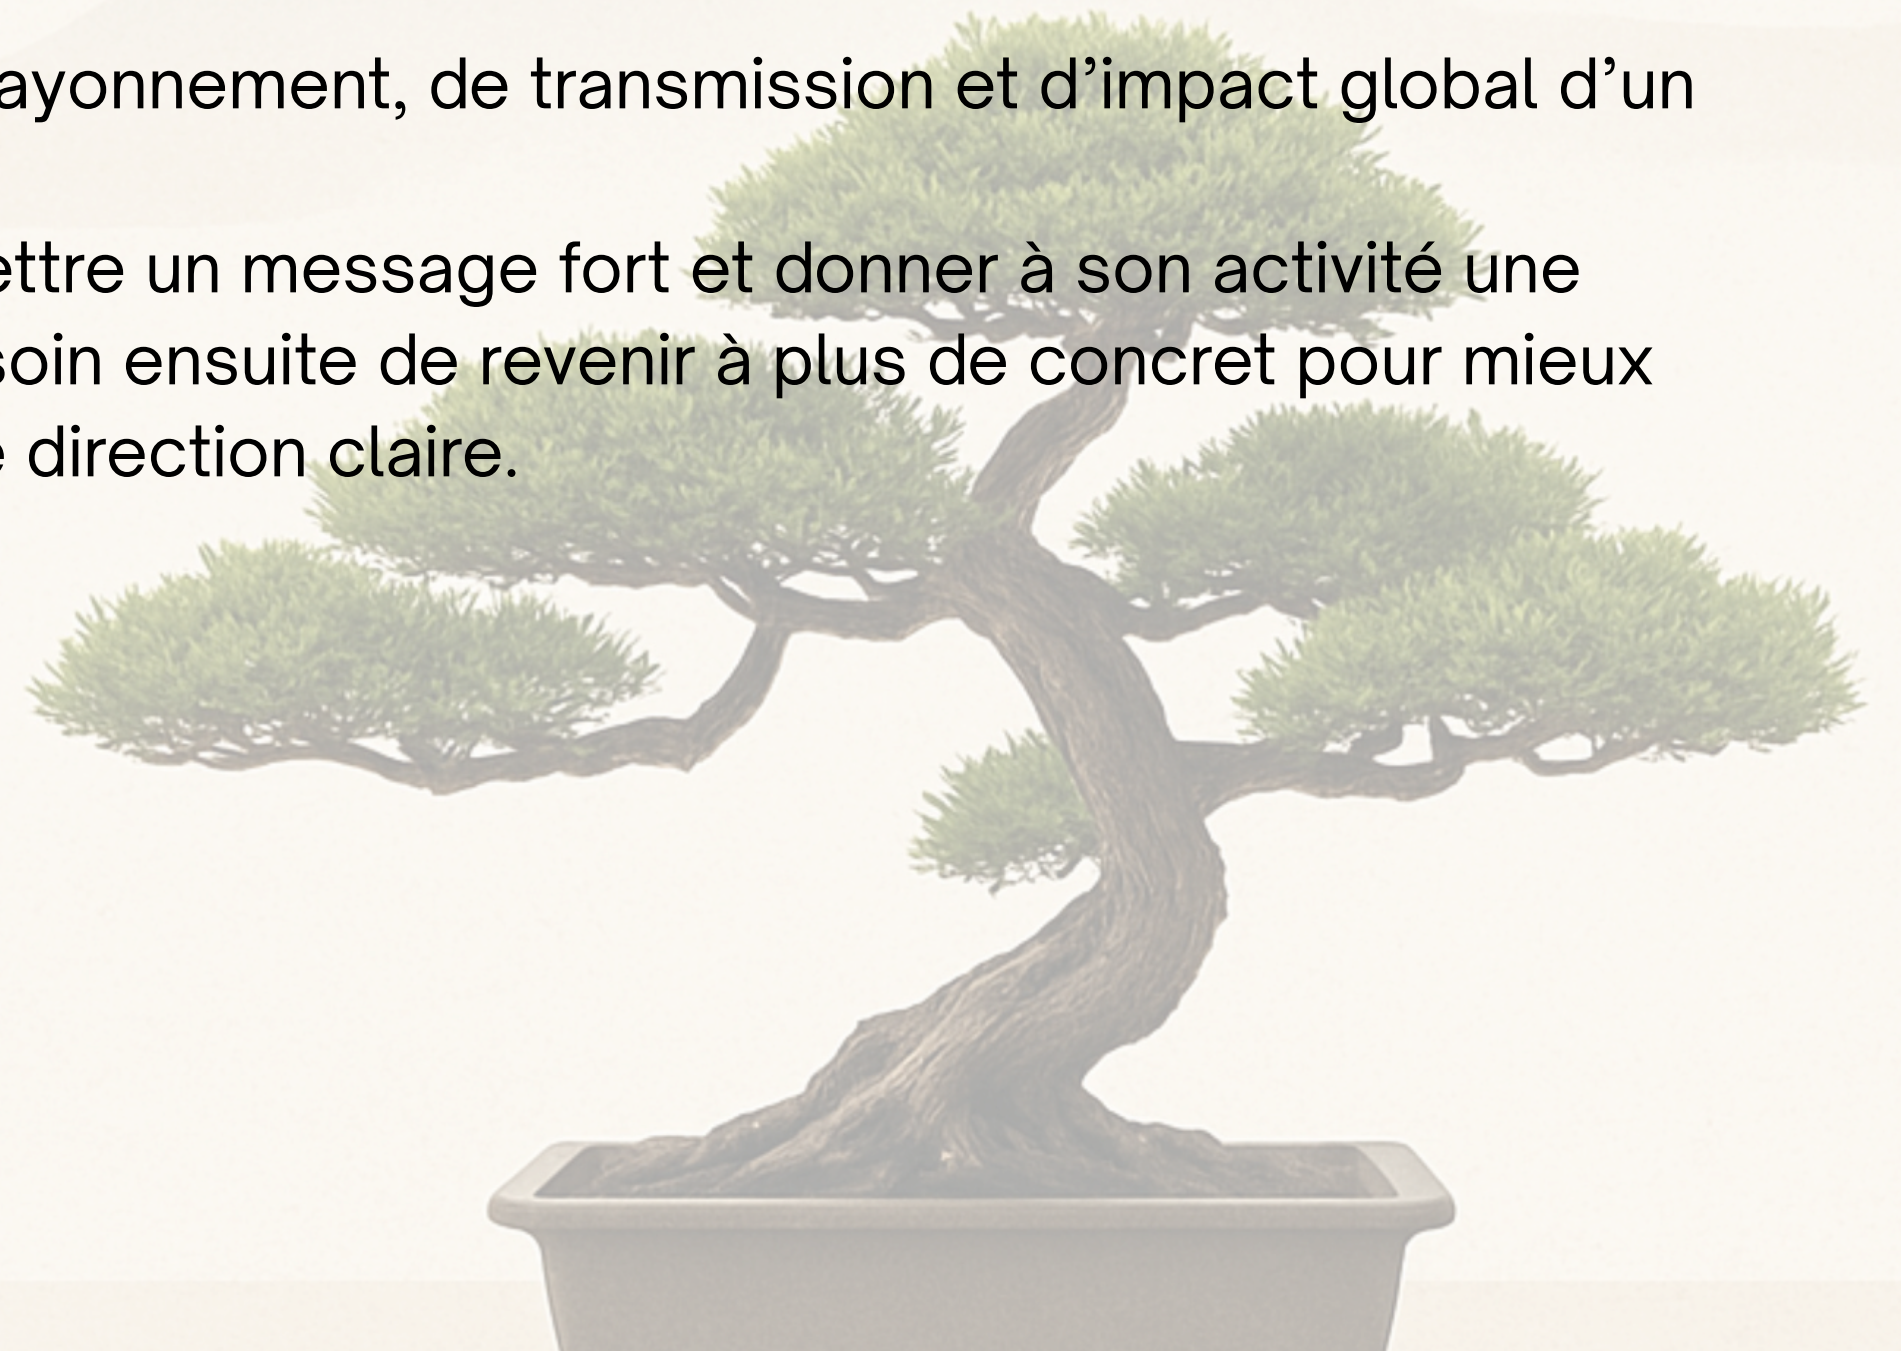 ayonnement, de transmission et d’impact global d’un
ettre un message fort et donner à son activité une
soin ensuite de revenir à plus de concret pour mieux
e direction claire.